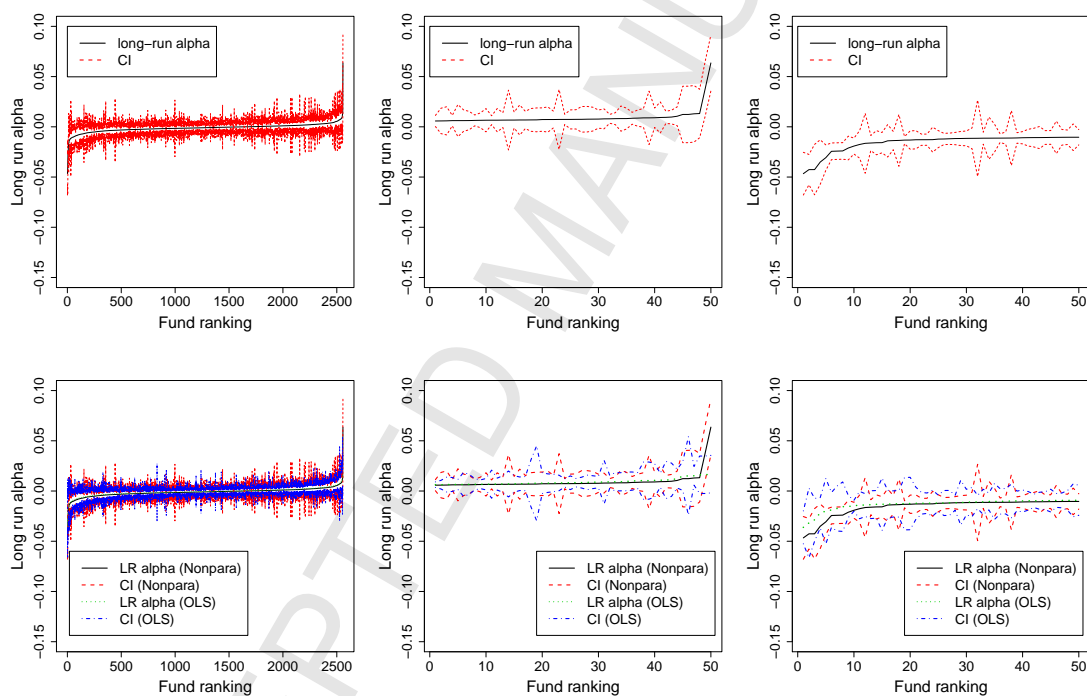 Long run alpha
0.10
0.05
0.00
−0.05
−0.10
−0.15
long−run alpha
CI
0 500 1000 1500 2000 2500
Fund ranking
Long run alpha
0.10
0.05
0.00
−0.05
−0.10
−0.15
long−run alpha
CI
0 10 20 30 40 50
Fund ranking
Long run alpha
0.10
0.05
0.00
−0.05
−0.10
−0.15
long−run alpha
CI
0 10 20 30 40 50
Fund ranking
Long run alpha
0.10
0.05
0.00
−0.05
−0.10
−0.15
LR alpha (Nonpara)
CI (Nonpara)
LR alpha (OLS)
CI (OLS)
0 500 1000 1500 2000 2500
Fund ranking
Long run alpha
0.10
0.05
0.00
−0.05
−0.10
−0.15
LR alpha (Nonpara)
CI (Nonpara)
LR alpha (OLS)
CI (OLS)
0 10 20 30 40 50
Fund ranking
Long run alpha
0.10
0.05
0.00
−0.05
−0.10
−0.15
LR alpha (Nonpara)
CI (Nonpara)
LR alpha (OLS)
CI (OLS)
0 10 20 30 40 50
Fund ranking
EPTED MANU